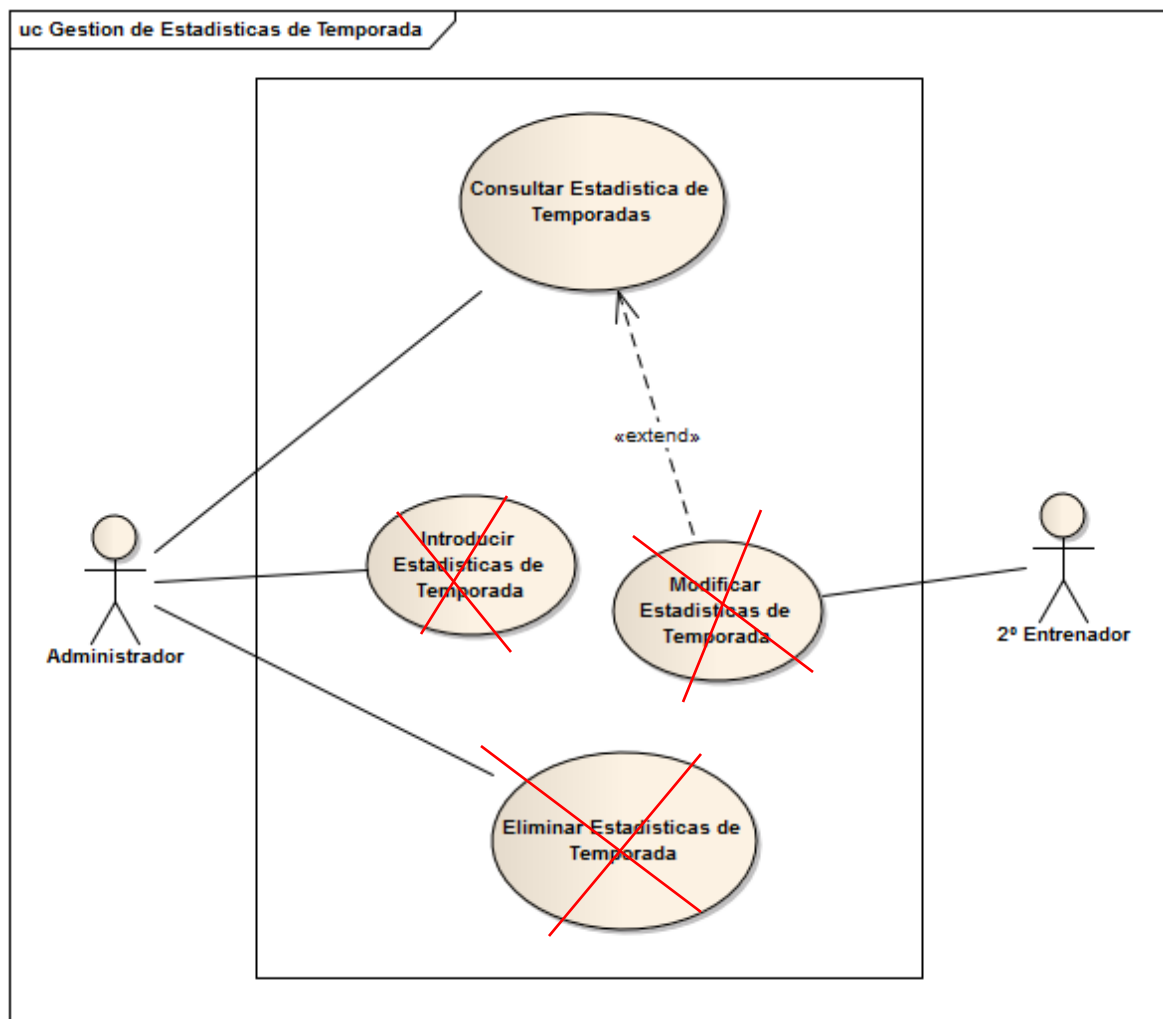 uc Gestion de Estadisticas de Temporada
Consultar Estadistica de
Temporadas
«extend»
Introducir
Estadisticas de
Temporada
Modificar
Estadisticas de
Temporada
Administrador
2º Entrenador
Eliminar Estadisticas de
Temporada